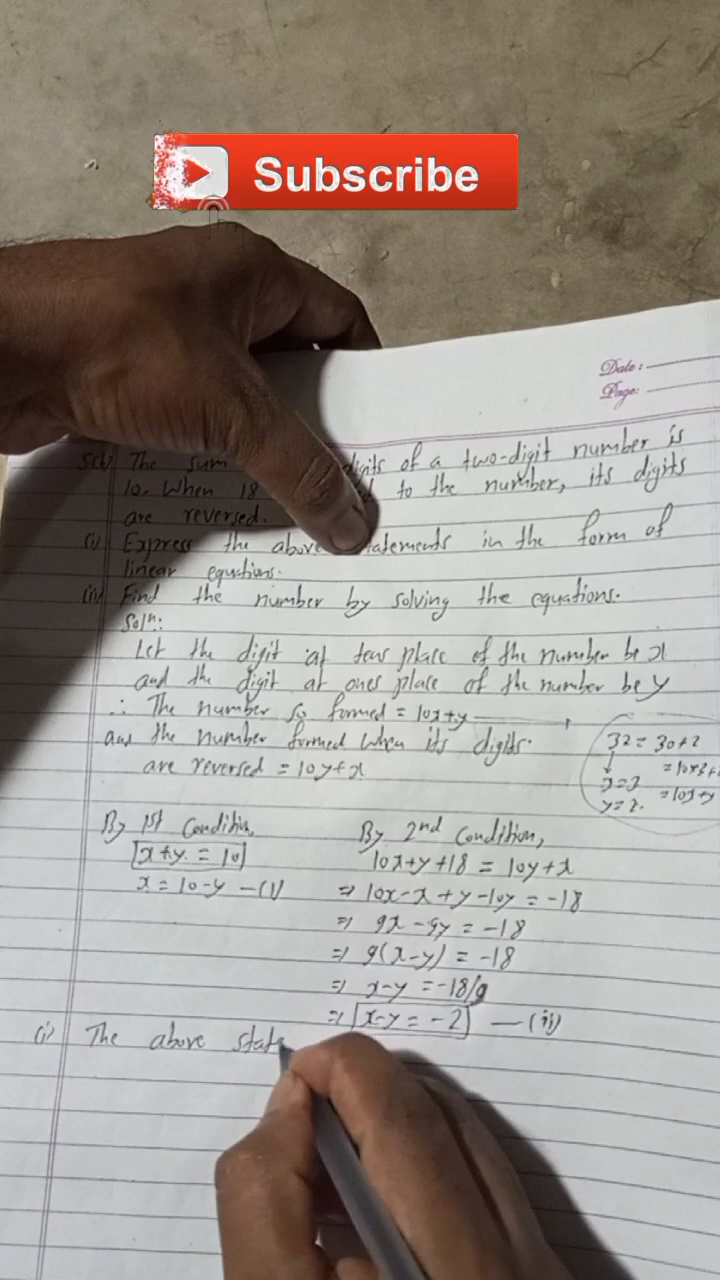 Subscribe
Date:
Page:
5(b) The sum digits of a two-digit number is
10. When 18 to the number, its digits
are reversed.
(i) Express the above statements in the form of
linear equations.
(ii) Find the number by solving the equations.
Solⁿ:
Let the digit at tens place of the number be x
and the digit at ones place of the number be y
∴ The number so formed = 10x+y
and the number formed when its digits
are reversed = 10y+x
32 = 30+2
x=3
y=2.
=10x+y
By 1st Condition,
x+y = 10
x = 10-y —(i)
By 2nd Condition,
10x+y+18 = 10y+x
⇒ 10x-x+y-10y = -18
⇒ 9x-9y = -18
⇒ 9(x-y) = -18
⇒ x-y = -18/9
⇒ x-y = -2 —(ii)
(i) The above state